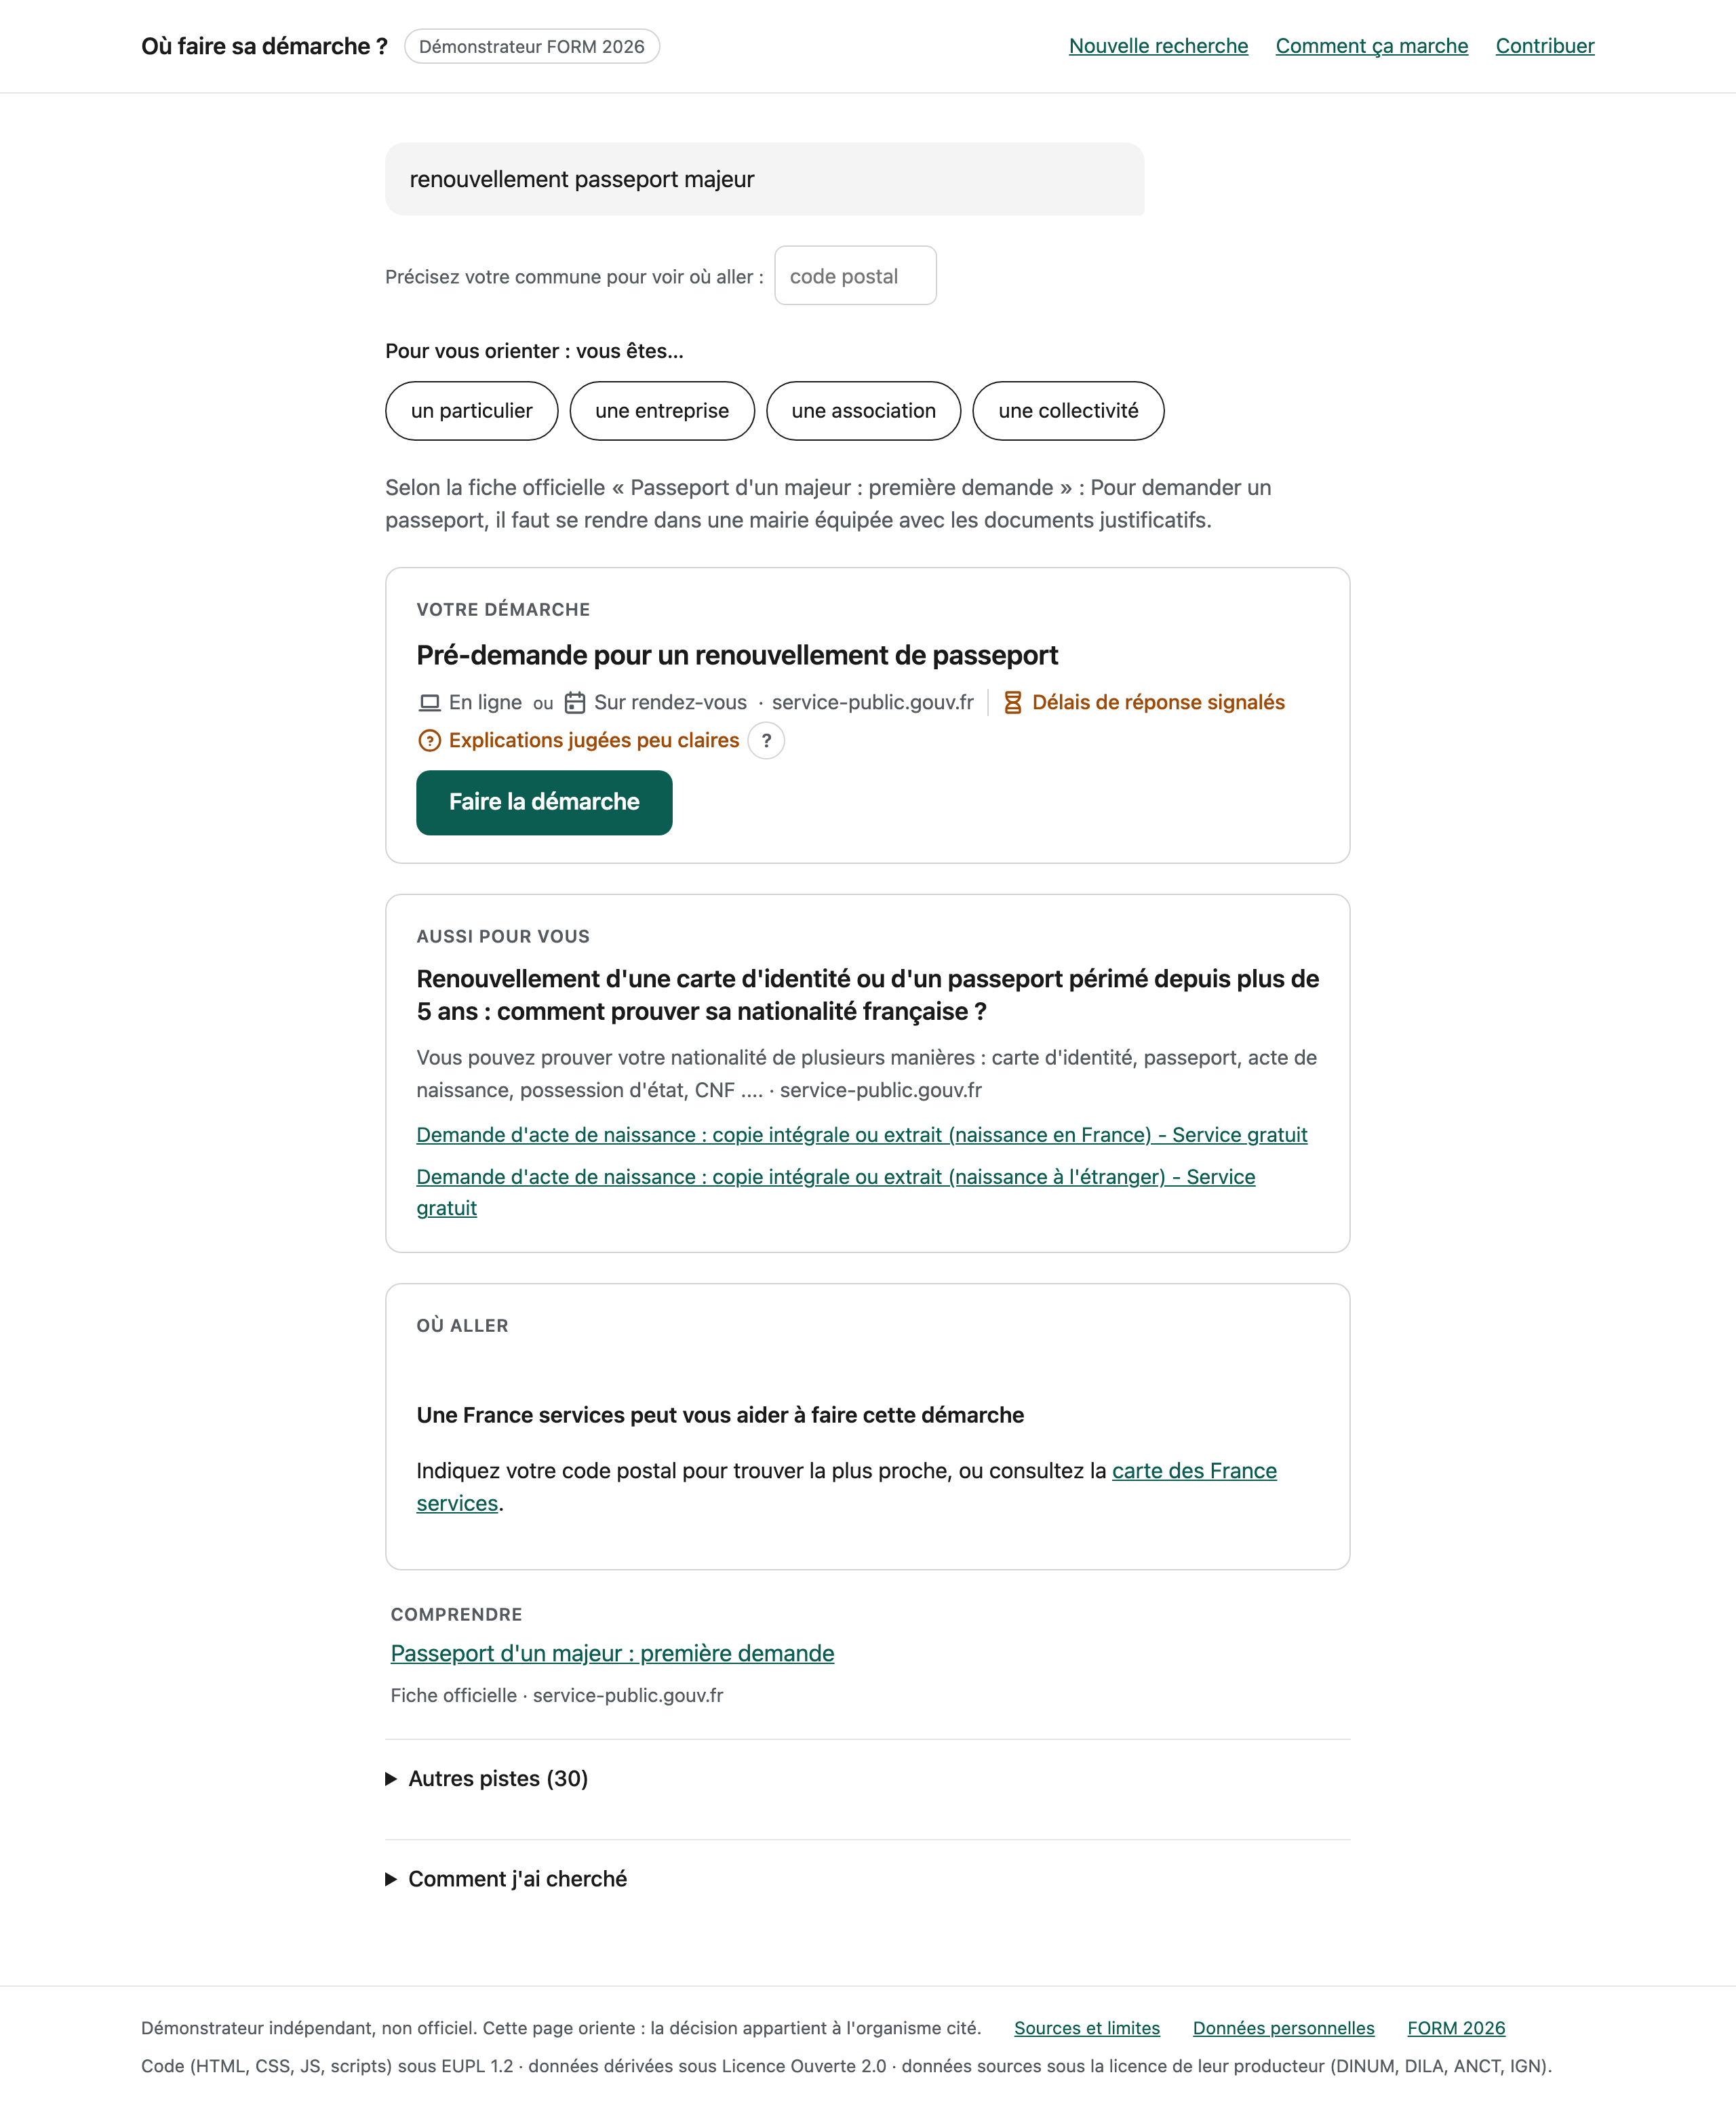 Où faire sa démarche ?
Démonstrateur FORM 2026
Nouvelle recherche
Comment ça marche
Contribuer
renouvellement passeport majeur
Précisez votre commune pour voir où aller :
code postal
Pour vous orienter : vous êtes...
un particulier
une entreprise
une association
une collectivité
Selon la fiche officielle « Passeport d'un majeur : première demande » : Pour demander un
passeport, il faut se rendre dans une mairie équipée avec les documents justificatifs.
VOTRE DÉMARCHE
Pré-demande pour un renouvellement de passeport
En ligne ou Sur rendez-vous · service-public.gouv.fr
Délais de réponse signalés
Explications jugées peu claires
?
Faire la démarche
AUSSI POUR VOUS
Renouvellement d'une carte d'identité ou d'un passeport périmé depuis plus de
5 ans : comment prouver sa nationalité française ?
Vous pouvez prouver votre nationalité de plusieurs manières : carte d'identité, passeport, acte de
naissance, possession d'état, CNF .... · service-public.gouv.fr
Demande d'acte de naissance : copie intégrale ou extrait (naissance en France) - Service gratuit
Demande d'acte de naissance : copie intégrale ou extrait (naissance à l'étranger) - Service
gratuit
OÙ ALLER
Une France services peut vous aider à faire cette démarche
Indiquez votre code postal pour trouver la plus proche, ou consultez la carte des France
services.
COMPRENDRE
Passeport d'un majeur : première demande
Fiche officielle · service-public.gouv.fr
Autres pistes (30)
Comment j'ai cherché
Démonstrateur indépendant, non officiel. Cette page oriente : la décision appartient à l'organisme cité.
Sources et limites
Données personnelles
FORM 2026
Code (HTML, CSS, JS, scripts) sous EUPL 1.2 · données dérivées sous Licence Ouverte 2.0 · données sources sous la licence de leur producteur (DINUM, DILA, ANCT, IGN).